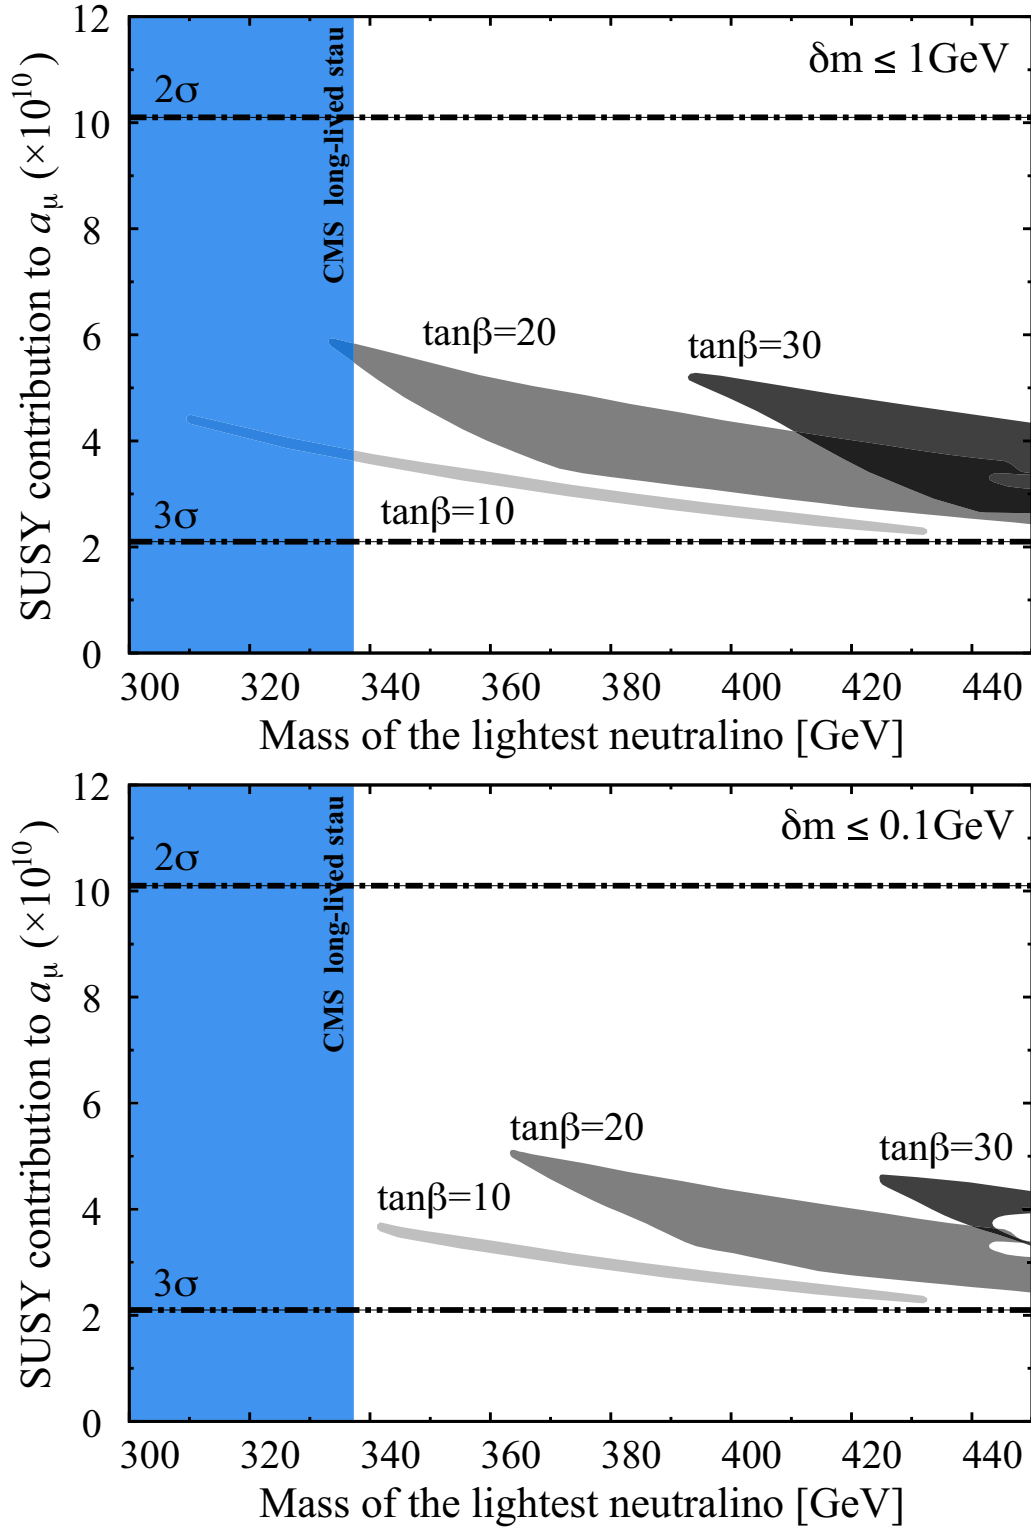 12
10
8
6
4
2
0
SUSY contribution to aμ (×10¹⁰)
δm ≤ 1GeV
2σ
CMS long-lived stau
tanβ=20
tanβ=30
tanβ=10
3σ
300 320 340 360 380 400 420 440
Mass of the lightest neutralino [GeV]
12
10
8
6
4
2
0
SUSY contribution to aμ (×10¹⁰)
δm ≤ 0.1GeV
2σ
CMS long-lived stau
tanβ=20
tanβ=30
tanβ=10
3σ
300 320 340 360 380 400 420 440
Mass of the lightest neutralino [GeV]